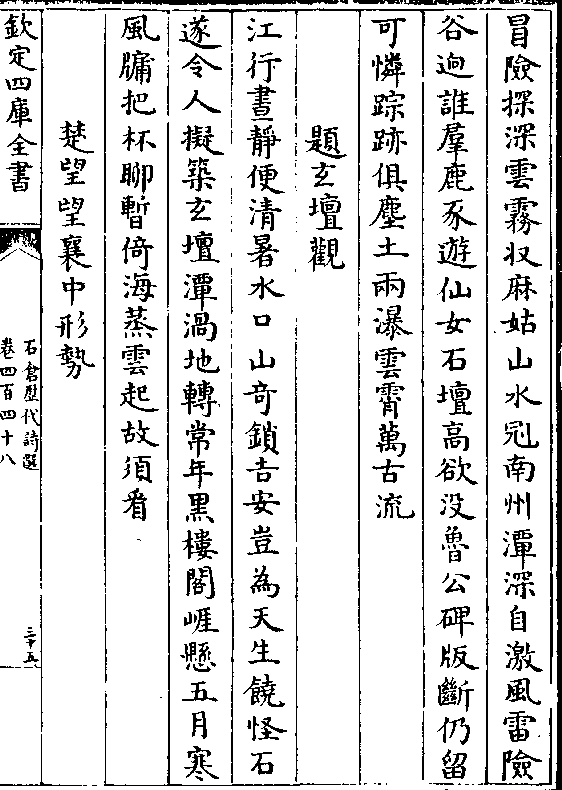 冒險探深雲霧收麻姑山水冠南州潭深自激風雷險
谷迥誰羣鹿豕遊仙女石壇高欲没魯公碑版斷仍留
可憐踪跡俱塵土兩瀑雲霄萬古流
題玄壇觀
江行晝靜便清暑水口山竒鎖吉安豈為天生饒怪石
遂令人擬築玄壇潭渦地轉常年黑樓閣崕懸五月寒
風牗把杯聊暫倚海蒸雲起故須看
楚望望襄中形勢
欽定四庫全書
石倉歷代詩選
卷四百四十八
三十五